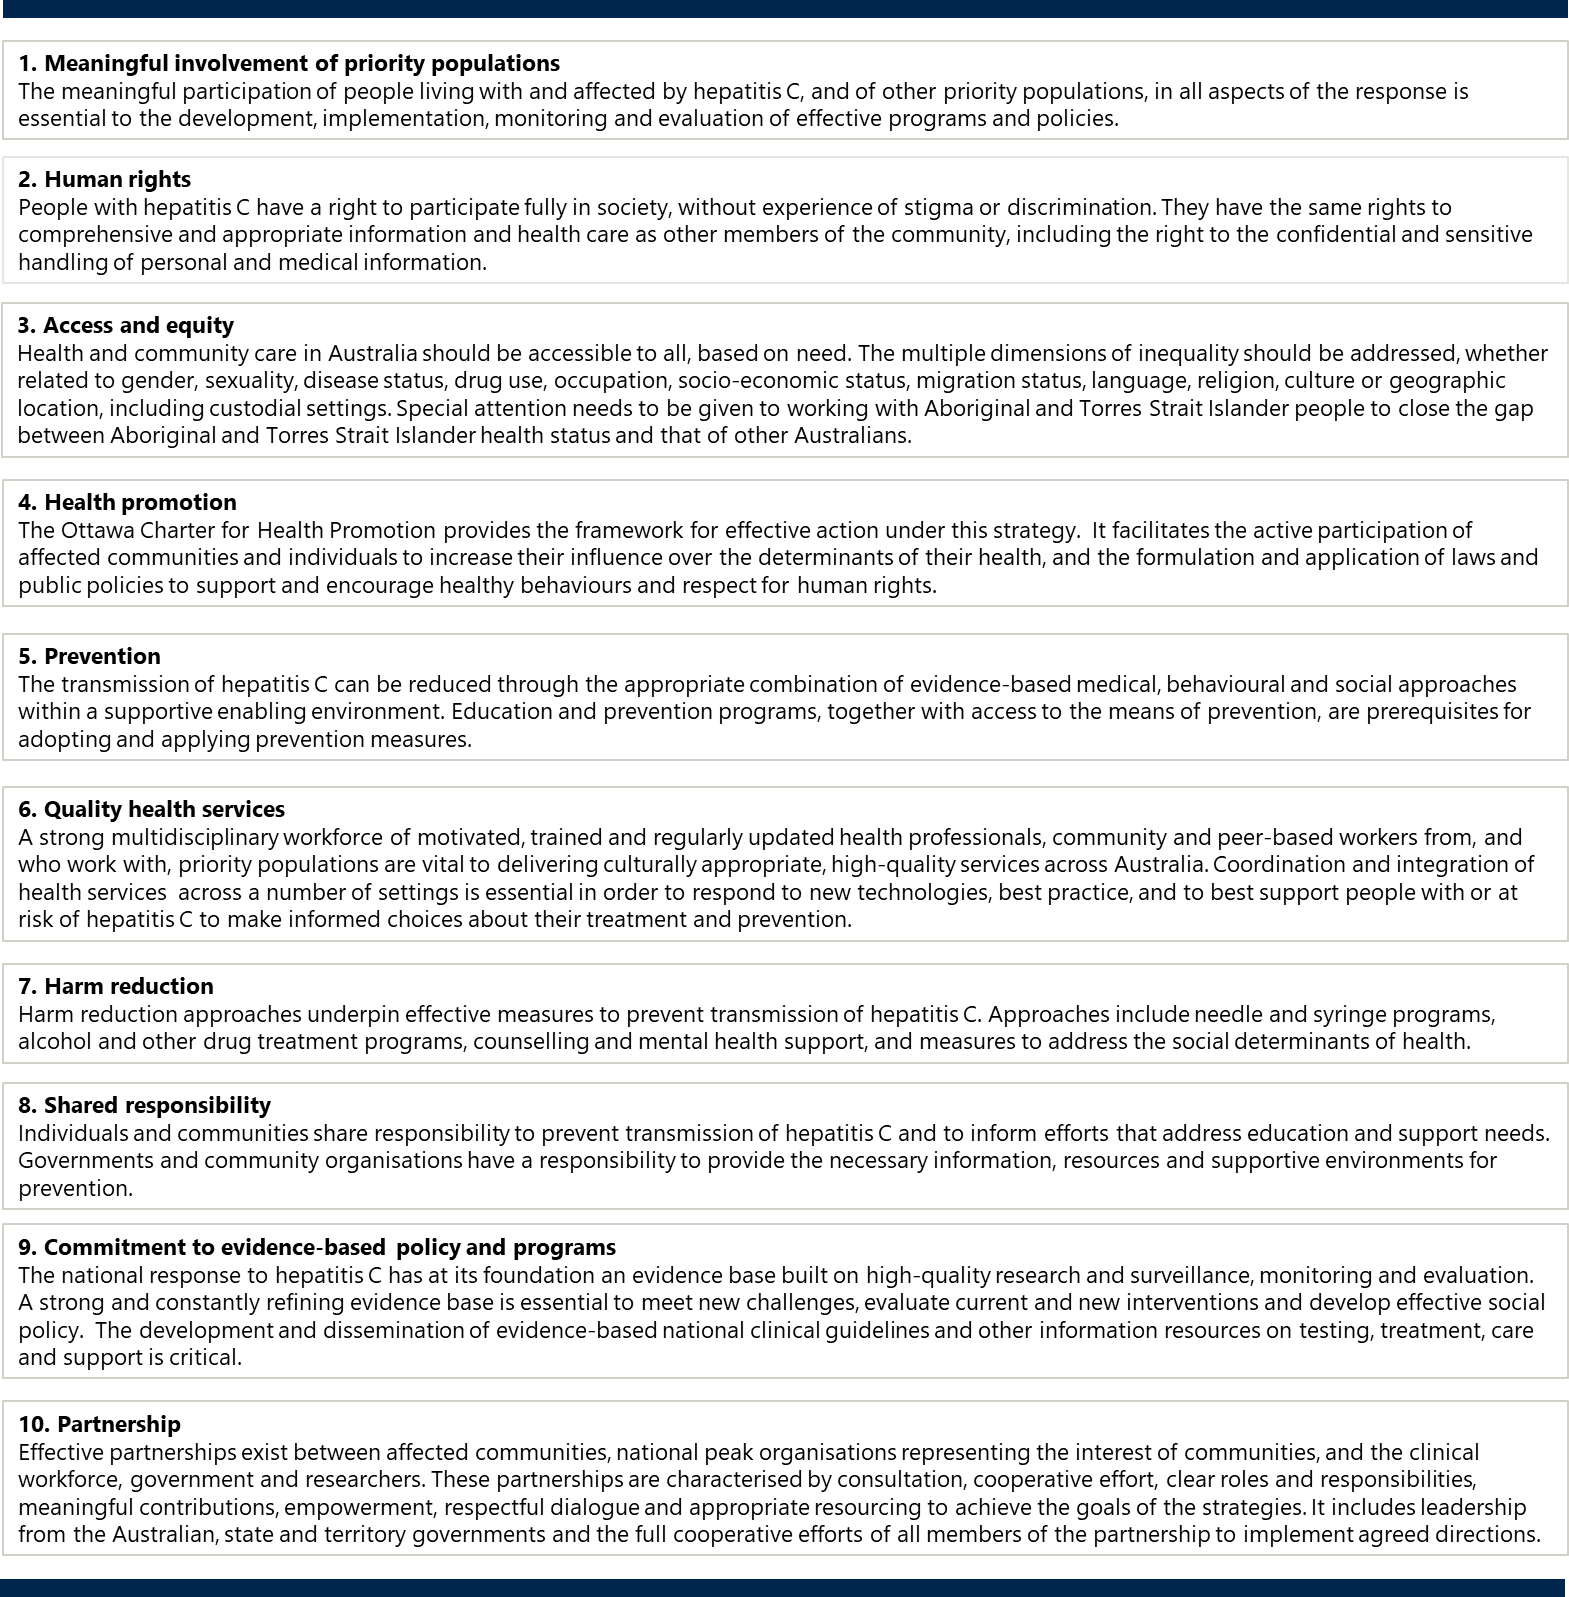 1. Meaningful involvement of priority populations
The meaningful participation of people living with and affected by hepatitis C, and of other priority populations, in all aspects of the response is
essential to the development, implementation, monitoring and evaluation of effective programs and policies.
2. Human rights
People with hepatitis C have a right to participate fully in society, without experience of stigma or discrimination. They have the same rights to
comprehensive and appropriate information and health care as other members of the community, including the right to the confidential and sensitive
handling of personal and medical information.
3. Access and equity
Health and community care in Australia should be accessible to all, based on need. The multiple dimensions of inequality should be addressed, whether
related to gender, sexuality, disease status, drug use, occupation, socio-economic status, migration status, language, religion, culture or geographic
location, including custodial settings. Special attention needs to be given to working with Aboriginal and Torres Strait Islander people to close the gap
between Aboriginal and Torres Strait Islander health status and that of other Australians.
4. Health promotion
The Ottawa Charter for Health Promotion provides the framework for effective action under this strategy.  It facilitates the active participation of
affected communities and individuals to increase their influence over the determinants of their health, and the formulation and application of laws and
public policies to support and encourage healthy behaviours and respect for human rights.
5. Prevention
The transmission of hepatitis C can be reduced through the appropriate combination of evidence-based medical, behavioural and social approaches
within a supportive enabling environment. Education and prevention programs, together with access to the means of prevention, are prerequisites for
adopting and applying prevention measures.
6. Quality health services
A strong multidisciplinary workforce of motivated, trained and regularly updated health professionals, community and peer-based workers from, and
who work with, priority populations are vital to delivering culturally appropriate, high-quality services across Australia. Coordination and integration of
health services  across a number of settings is essential in order to respond to new technologies, best practice, and to best support people with or at
risk of hepatitis C to make informed choices about their treatment and prevention.
7. Harm reduction
Harm reduction approaches underpin effective measures to prevent transmission of hepatitis C. Approaches include needle and syringe programs,
alcohol and other drug treatment programs, counselling and mental health support, and measures to address the social determinants of health.
8. Shared responsibility
Individuals and communities share responsibility to prevent transmission of hepatitis C and to inform efforts that address education and support needs.
Governments and community organisations have a responsibility to provide the necessary information, resources and supportive environments for
prevention.
9. Commitment to evidence-based  policy and programs
The national response to hepatitis C has at its foundation an evidence base built on high-quality research and surveillance, monitoring and evaluation.
A strong and constantly refining evidence base is essential to meet new challenges, evaluate current and new interventions and develop effective social
policy.  The development and dissemination of evidence-based national clinical guidelines and other information resources on testing, treatment, care
and support is critical.
10. Partnership
Effective partnerships exist between affected communities, national peak organisations representing the interest of communities, and the clinical
workforce, government and researchers. These partnerships are characterised by consultation, cooperative effort, clear roles and responsibilities,
meaningful contributions, empowerment, respectful dialogue and appropriate resourcing to achieve the goals of the strategies. It includes leadership
from the Australian, state and territory governments and the full cooperative efforts of all members of the partnership to implement agreed directions.